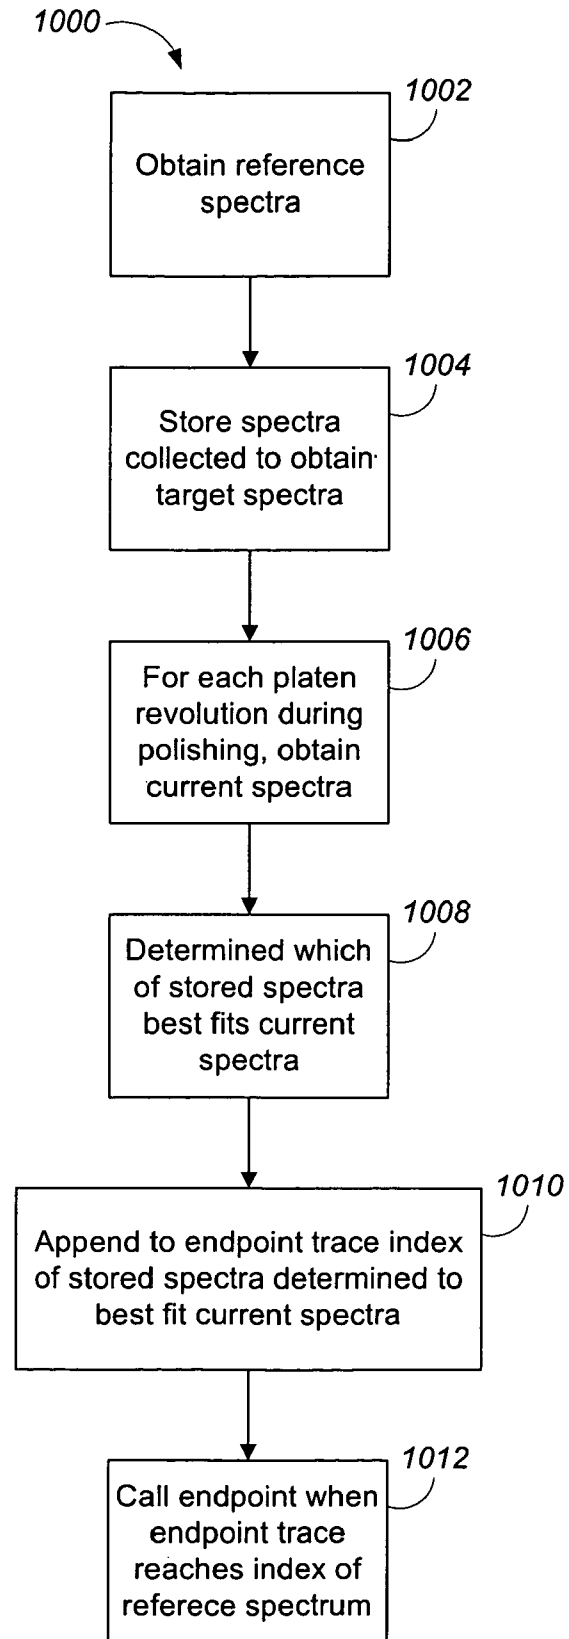 1000
1002
Obtain reference
spectra
1004
Store spectra
collected to obtain
target spectra
1006
For each platen
revolution during
polishing, obtain
current spectra
1008
Determined which
of stored spectra
best fits current
spectra
1010
Append to endpoint trace index
of stored spectra determined to
best fit current spectra
1012
Call endpoint when
endpoint trace
reaches index of
referece spectrum